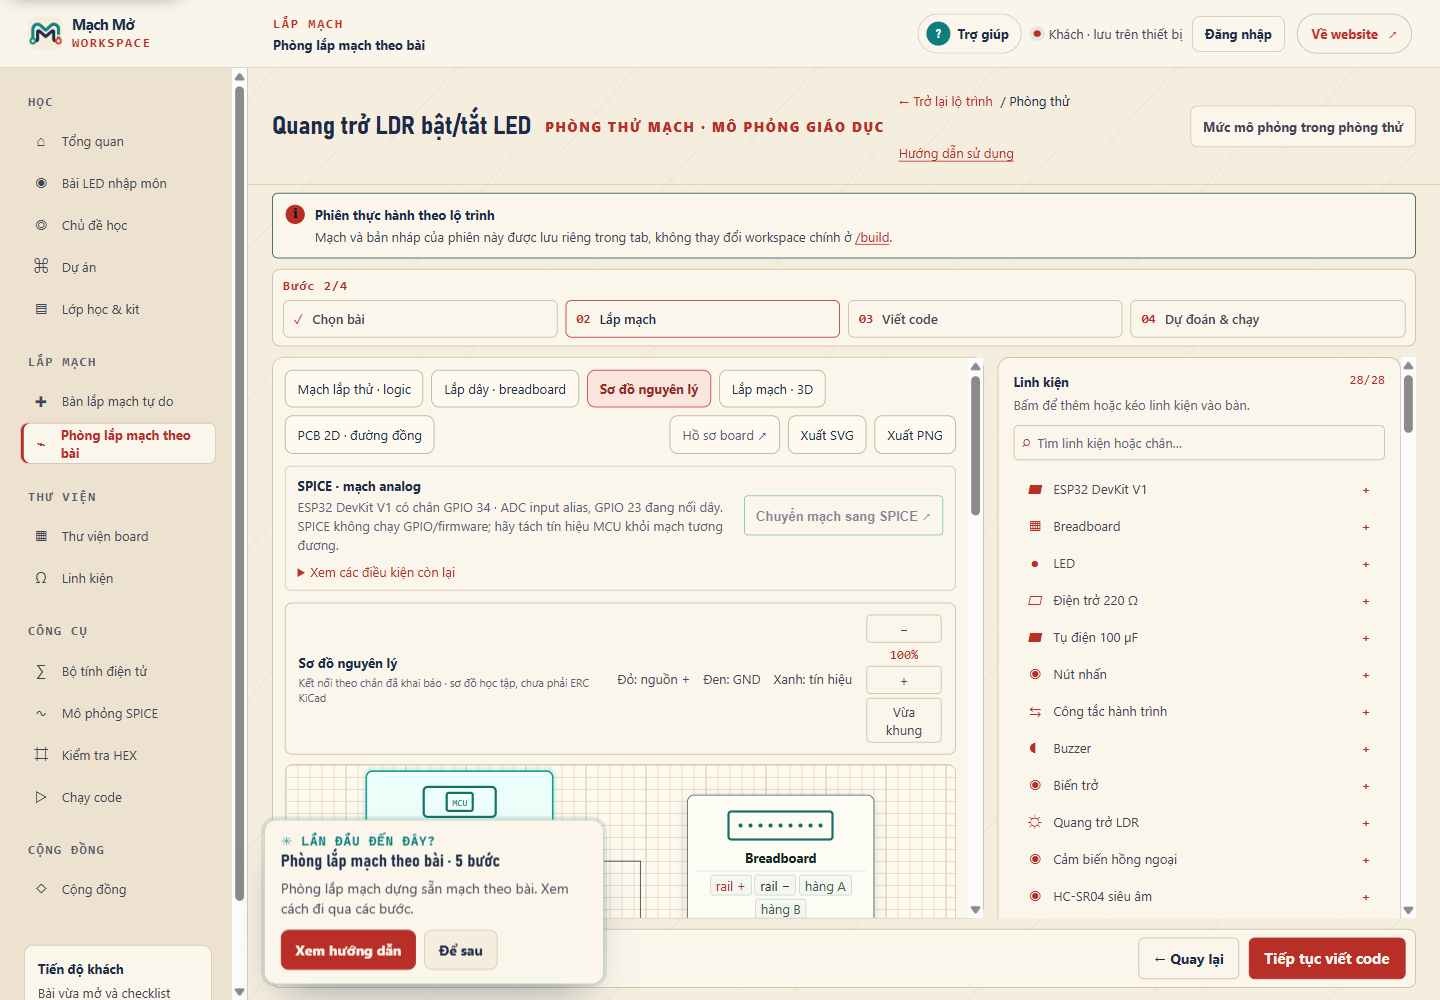 Mạch Mở
WORKSPACE
LẮP MẠCH
Phòng lắp mạch theo bài
? Trợ giúp
Khách · lưu trên thiết bị
Đăng nhập
Về website ↗
HỌC
Tổng quan
Bài LED nhập môn
Chủ đề học
Dự án
Lớp học & kit
LẮP MẠCH
Bàn lắp mạch tự do
Phòng lắp mạch theo
bài
THƯ VIỆN
Thư viện board
Linh kiện
CÔNG CỤ
Bộ tính điện tử
Mô phỏng SPICE
Kiểm tra HEX
Chạy code
CỘNG ĐỒNG
Cộng đồng
Tiến độ khách
Bài vừa mở và checklist
Quang trở LDR bật/tắt LED
PHÒNG THỬ MẠCH · MÔ PHỎNG GIÁO DỤC
← Trở lại lộ trình / Phòng thử
Hướng dẫn sử dụng
Mức mô phỏng trong phòng thử
Phiên thực hành theo lộ trình
Mạch và bản nháp của phiên này được lưu riêng trong tab, không thay đổi workspace chính ở /build.
Bước 2/4
✓ Chọn bài
02 Lắp mạch
03 Viết code
04 Dự đoán & chạy
Mạch lắp thử · logic
Lắp dây · breadboard
Sơ đồ nguyên lý
Lắp mạch · 3D
PCB 2D · đường đồng
Hồ sơ board ↗
Xuất SVG
Xuất PNG
SPICE · mạch analog
ESP32 DevKit V1 có chân GPIO 34 · ADC input alias, GPIO 23 đang nối dây.
SPICE không chạy GPIO/firmware; hãy tách tín hiệu MCU khỏi mạch tương
đương.
▶ Xem các điều kiện còn lại
Chuyển mạch sang SPICE ↗
Sơ đồ nguyên lý
Kết nối theo chân đã khai báo · sơ đồ học tập, chưa phải ERC
KiCad
Đỏ: nguồn + Đen: GND Xanh: tín hiệu
−
100%
+
Vừa
khung
MCU
Breadboard
rail + rail − hàng A
hàng B
LẦN ĐẦU ĐẾN ĐÂY?
Phòng lắp mạch theo bài · 5 bước
Phòng lắp mạch dựng sẵn mạch theo bài. Xem
cách đi qua các bước.
Xem hướng dẫn
Để sau
Linh kiện
28/28
Bấm để thêm hoặc kéo linh kiện vào bàn.
Tìm linh kiện hoặc chân...
ESP32 DevKit V1 +
Breadboard +
LED +
Điện trở 220 Ω +
Tụ điện 100 µF +
Nút nhấn +
Công tắc hành trình +
Buzzer +
Biến trở +
Quang trở LDR +
Cảm biến hồng ngoại +
HC-SR04 siêu âm +
← Quay lại
Tiếp tục viết code